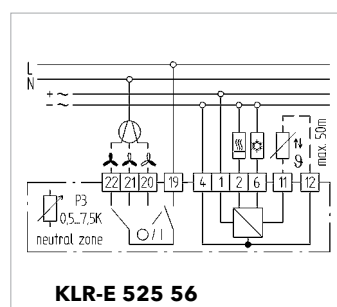 L
N
+ ~
– ~
max. 50m
ϑ
22 21 20 19 4 1 2 6 11 12
P3
0,5...7,5K
neutral zone
O / I
KLR-E 525 56